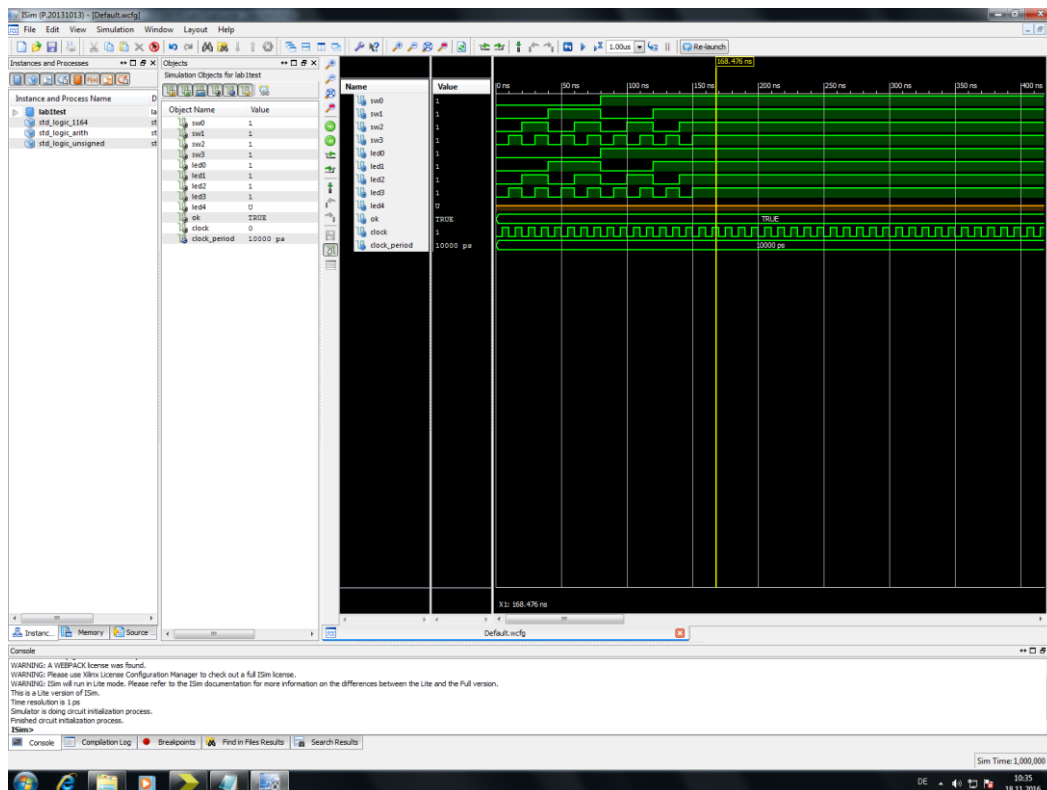 ISim (P.20131013) - [Default.wcfg]
File Edit View Simulation Window Layout Help
1.00us Re-launch
Instances and Processes
Instance and Process Name D
lab1test la
std_logic_1164 st
std_logic_arith st
std_logic_unsigned st
Instanc... Memory Source ...
Objects
Simulation Objects for lab1test
Object Name Value
sw0 1
sw1 1
sw2 1
sw3 1
led0 1
led1 1
led2 1
led3 1
led4 U
ok TRUE
clock 0
clock_period 10000 ps
Name Value
sw0 1
sw1 1
sw2 1
sw3 1
led0 1
led1 1
led2 1
led3 1
led4 U
ok TRUE
clock 1
clock_period 10000 ps
168.476 ns
0 ns 50 ns 100 ns 150 ns 200 ns 250 ns 300 ns 350 ns 400 ns
TRUE
10000 ps
X1: 168.476 ns
Default.wcfg
Console
WARNING: A WEBPACK license was found.
WARNING: Please use Xilinx License Configuration Manager to check out a full ISim license.
WARNING: ISim will run in Lite mode. Please refer to the ISim documentation for more information on the differences between the Lite and the Full version.
This is a Lite version of ISim.
Time resolution is 1 ps
Simulator is doing circuit initialization process.
Finished circuit initialization process.
ISim>
Console Compilation Log Breakpoints Find in Files Results Search Results
Sim Time: 1,000,000
DE 10:35
18.11.2016